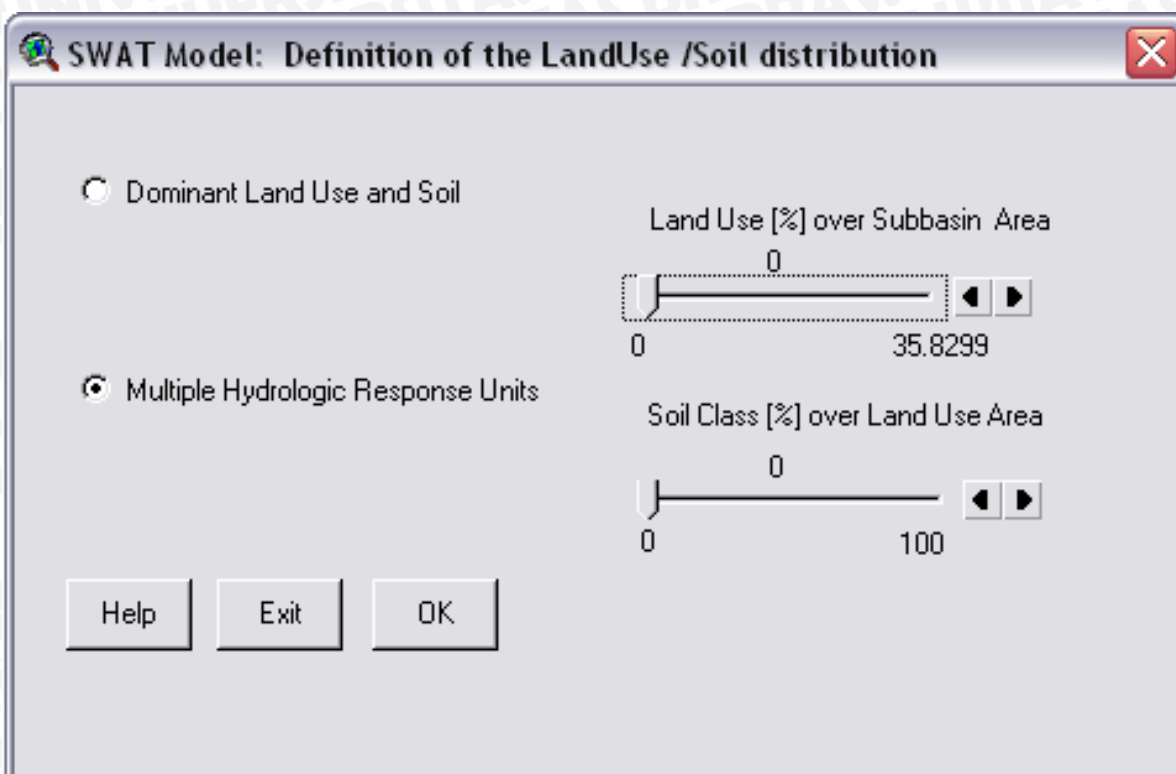 SWAT Model: Definition of the LandUse /Soil distribution
Dominant Land Use and Soil
Land Use [%] over Subbasin Area
0
0 35.8299
Multiple Hydrologic Response Units
Soil Class [%] over Land Use Area
0
0 100
Help Exit OK